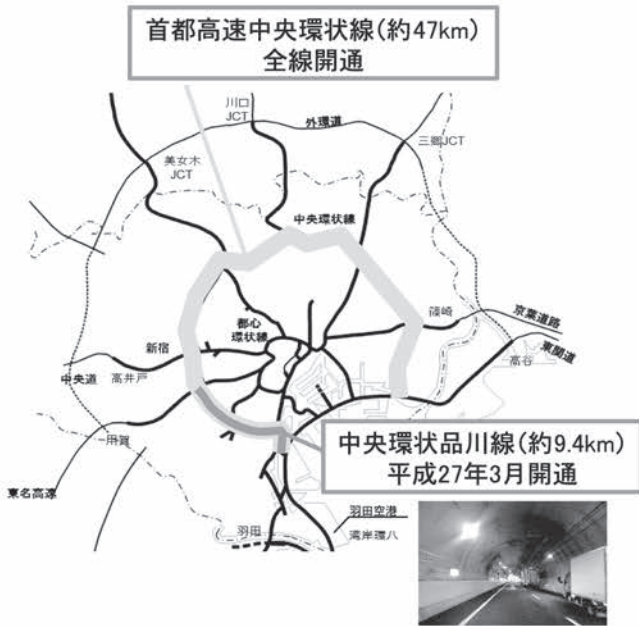 首都高速中央環状線(約47km)
全線開通
川口
JCT
外環道
三郷JCT
美女木
JCT
中央環状線
篠崎
京葉道路
東関道
高谷
都心
環状線
新宿
中央道
高井戸
用賀
中央環状品川線(約9.4km)
平成27年3月開通
東名高速
羽田
羽田空港
湾岸環八